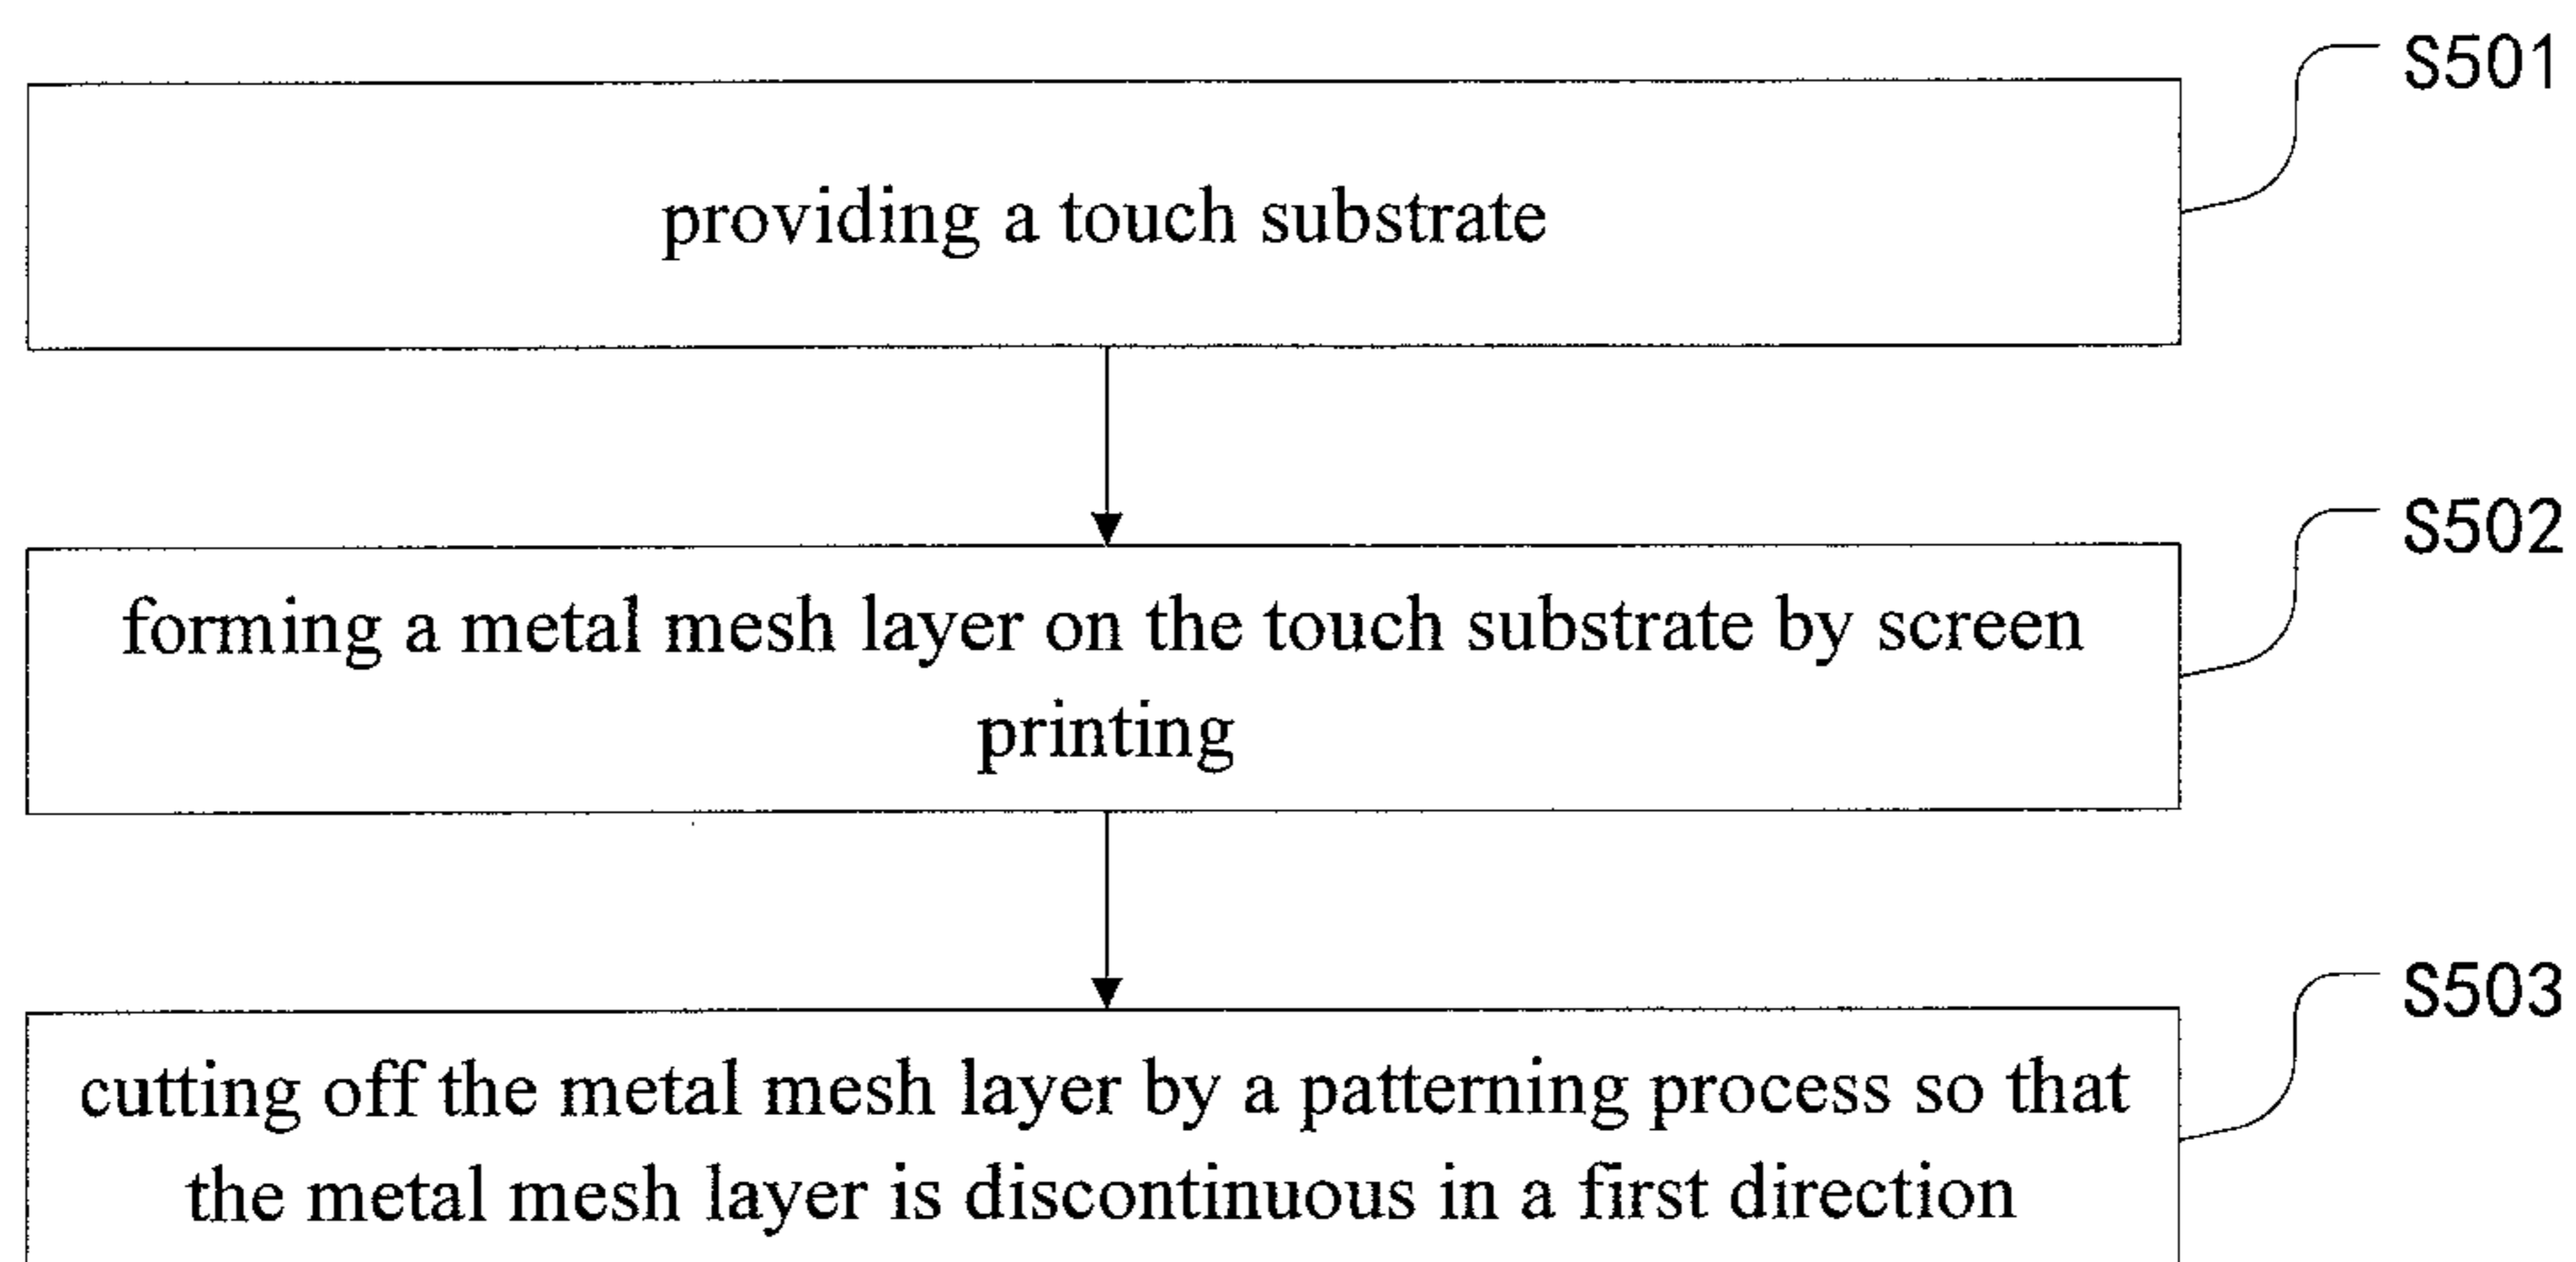 S501
providing a touch substrate
S502
forming a metal mesh layer on the touch substrate by screen
printing
S503
cutting off the metal mesh layer by a patterning process so that
the metal mesh layer is discontinuous in a first direction